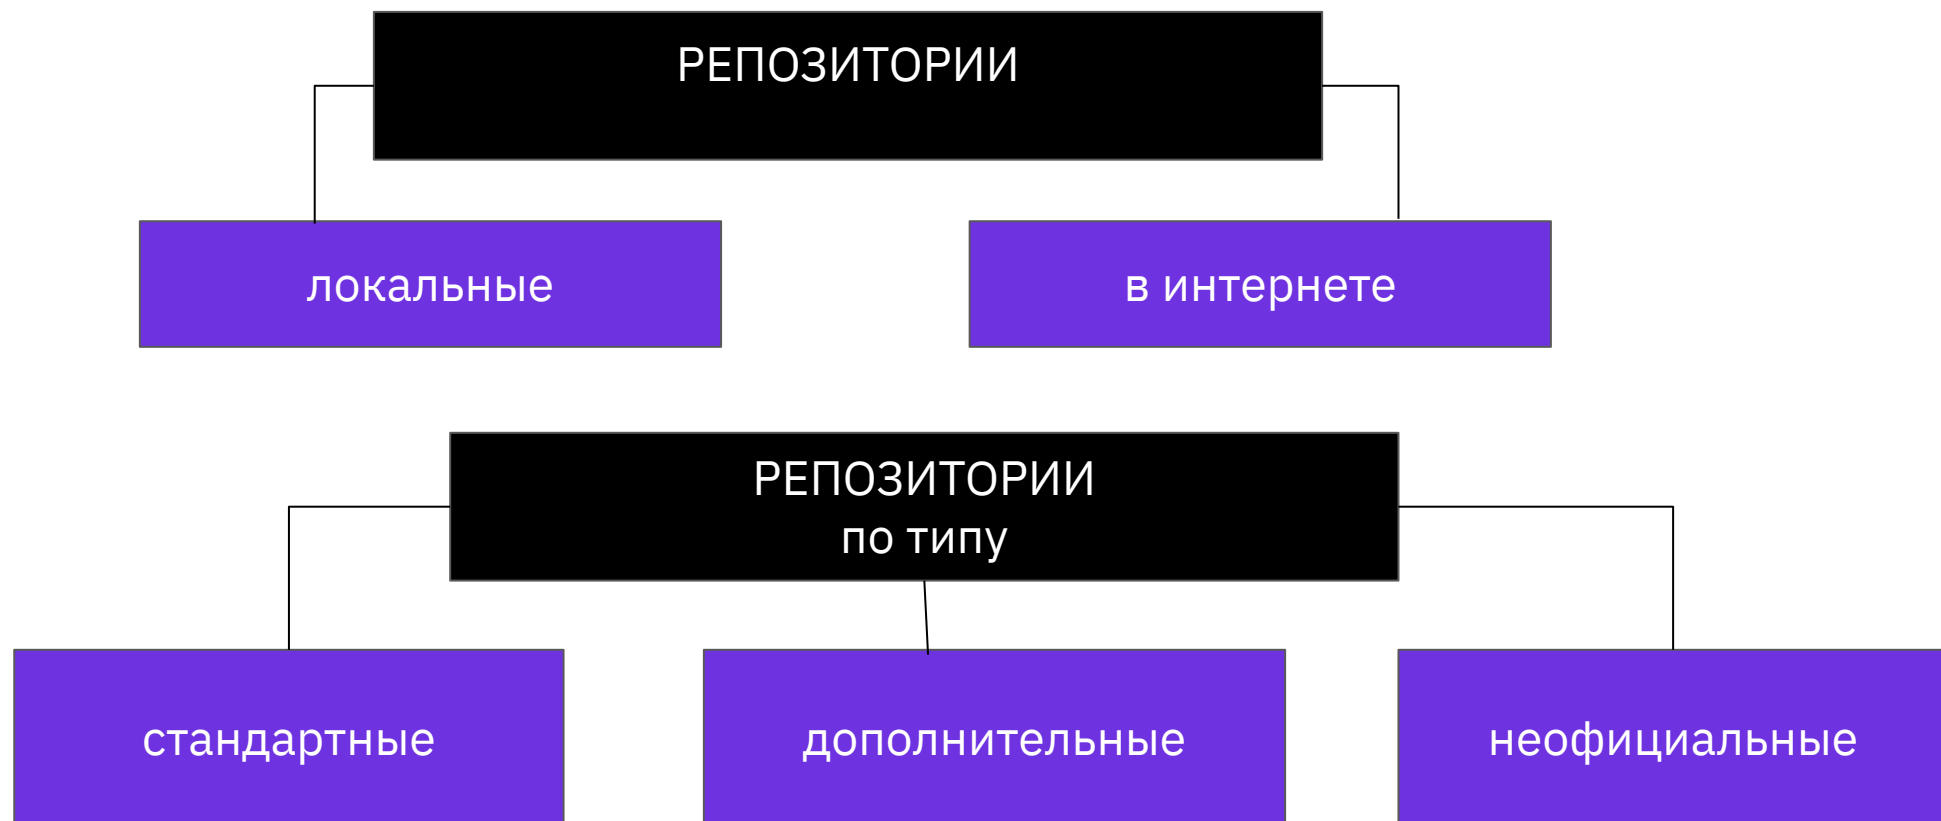 РЕПОЗИТОРИИ
локальные
в интернете
РЕПОЗИТОРИИ
по типу
стандартные
дополнительные
неофициальные